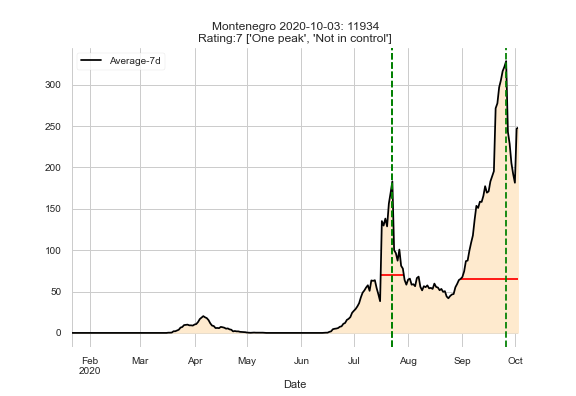 Montenegro 2020-10-03: 11934
Rating:7 ['One peak', 'Not in control']
Average-7d
300
250
200
150
100
50
0
Feb Mar Apr May Jun Jul Aug Sep Oct
2020
Date